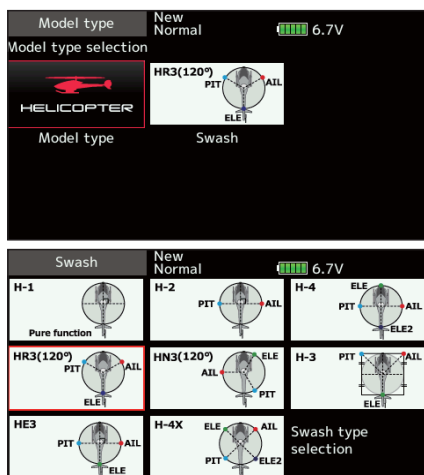 Model type
New
Normal
6.7V
Model type selection
HELICOPTER
HR3(120º)
PIT
AIL
ELE
Model type
Swash
Swash
New
Normal
6.7V
H-1
Pure function
H-2
PIT
AIL
H-4
ELE
PIT
AIL
ELE2
HR3(120º)
PIT
AIL
ELE
HN3(120º)
ELE
AIL
PIT
H-3
PIT
AIL
ELE
HE3
PIT
AIL
ELE
H-4X
ELE
AIL
PIT
ELE2
Swash type
selection